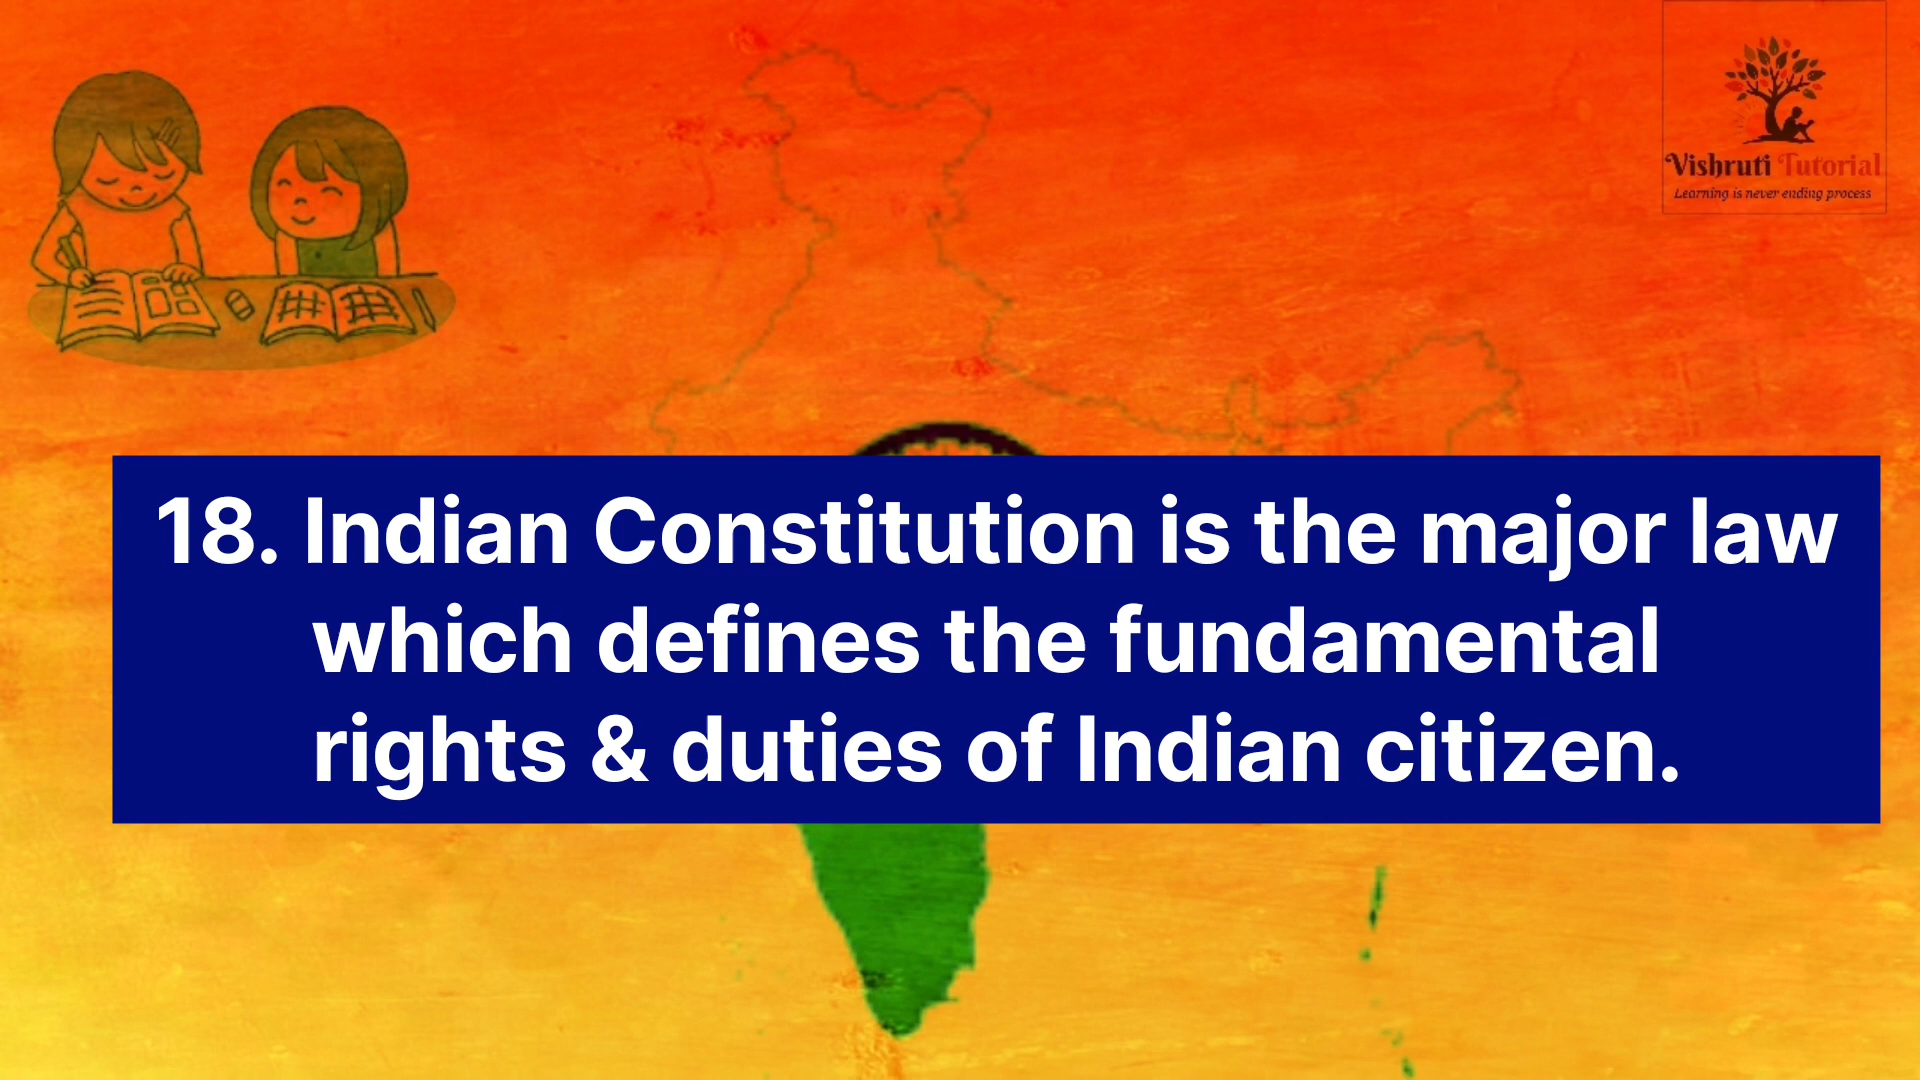 Vishruti Tutorial
Learning is never ending process
18. Indian Constitution is the major law
which defines the fundamental
rights & duties of Indian citizen.